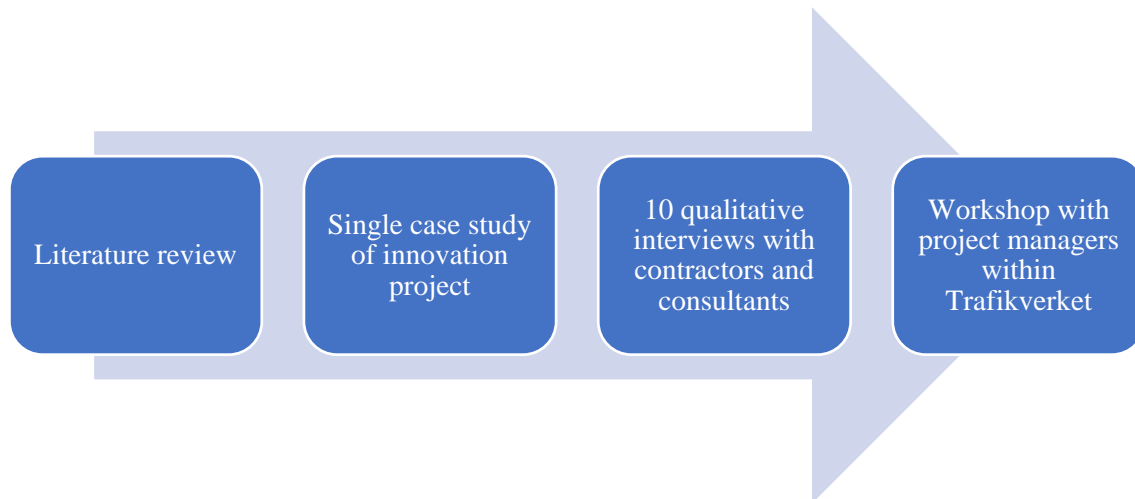 Literature review
Single case study
of innovation
project
10 qualitative
interviews with
contractors and
consultants
Workshop with
project managers
within
Trafikverket